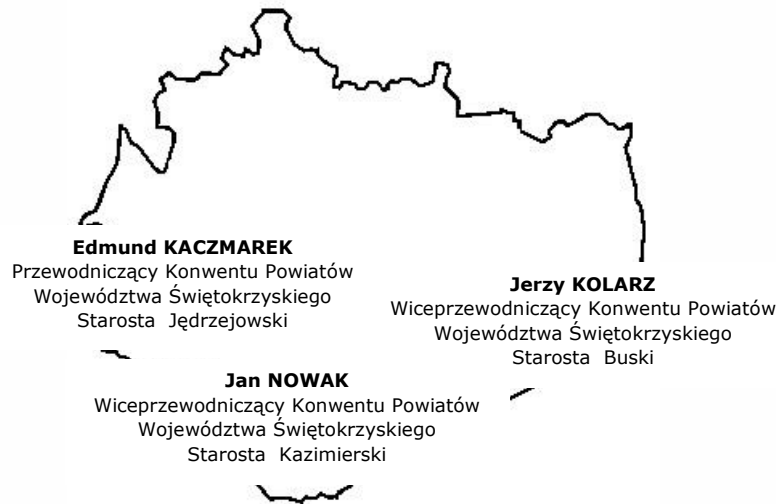 Edmund KACZMAREK
Przewodniczący Konwentu Powiatów
Województwa Świętokrzyskiego
Starosta Jędrzejowski
Jerzy KOLARZ
Wiceprzewodniczący Konwentu Powiatów
Województwa Świętokrzyskiego
Starosta Buski
Jan NOWAK
Wiceprzewodniczący Konwentu Powiatów
Województwa Świętokrzyskiego
Starosta Kazimierski